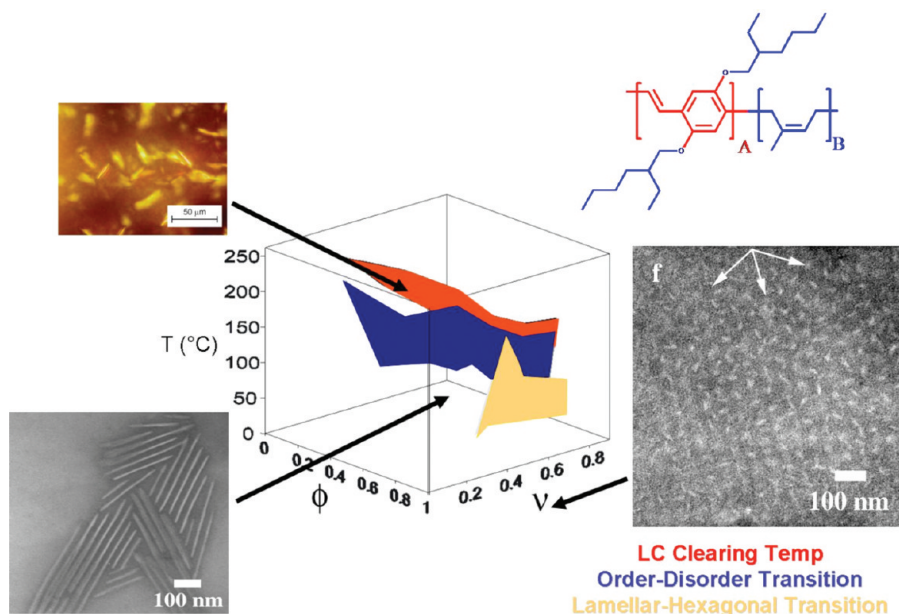 o
A
B
o
50 µm
250
200
150
100
50
0
T (°C)
0
0.2
0.4
0.6
0.8
1
ϕ
0.2
0.4
0.6
0.8
ν
f
100 nm
100 nm
LC Clearing Temp
Order-Disorder Transition
Lamellar-Hexagonal Transition